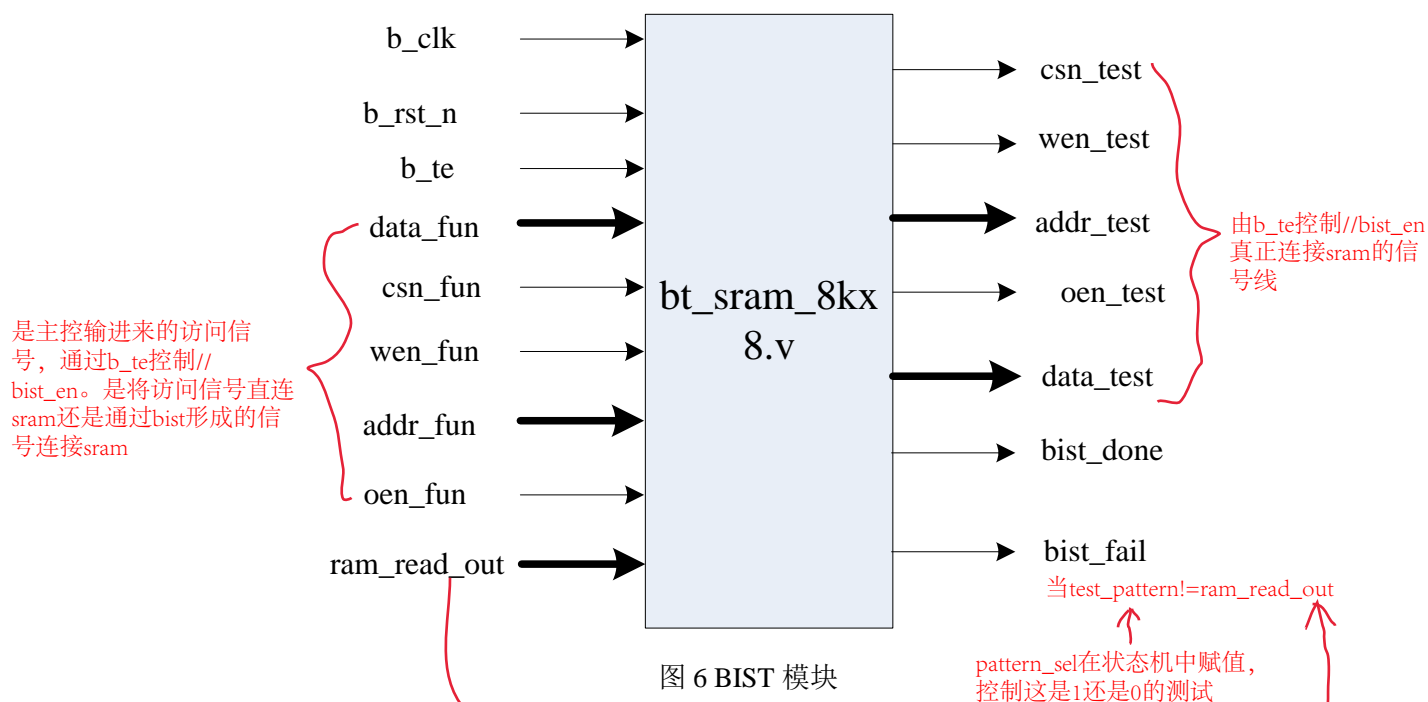 b_clk
b_rst_n
b_te
data_fun
csn_fun
wen_fun
addr_fun
oen_fun
ram_read_out
是主控输进来的访问信
号，通过b_te控制//
bist_en。是将访问信号直连
sram还是通过bist形成的信
号连接sram
bt_sram_8kx
8.v
csn_test
wen_test
addr_test
oen_test
data_test
bist_done
bist_fail
由b_te控制//bist_en
真正连接sram的信
号线
当test_pattern!=ram_read_out
pattern_sel在状态机中赋值，
控制这是1还是0的测试
图 6 BIST 模块